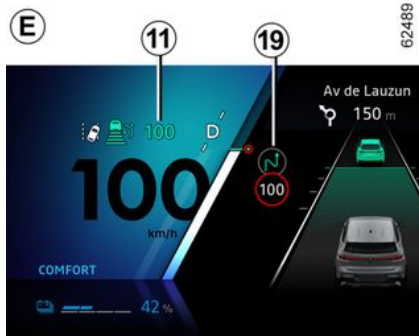 E
11
19
62489
Av de Lauzun
150 m
100
D
100
km/h
100
COMFORT
42 %